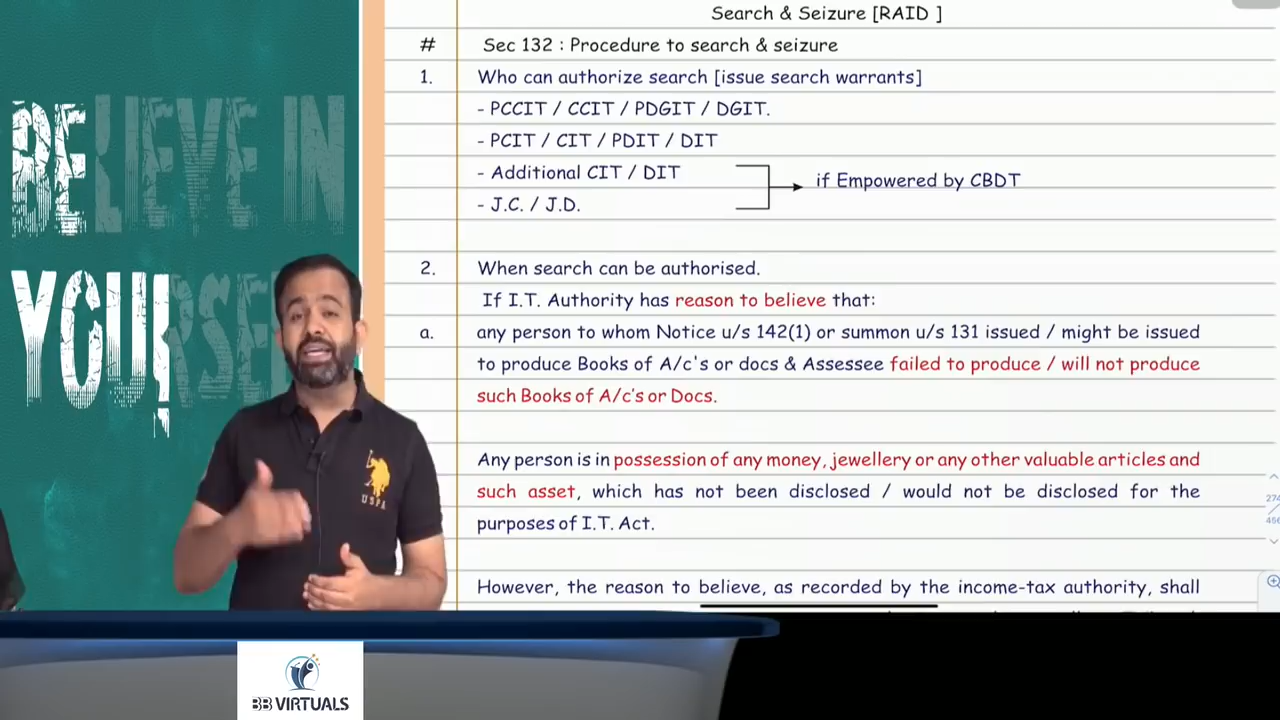 BELIEVE IN
YOURSELF
Search & Seizure [RAID ]
# Sec 132 : Procedure to search & seizure
1. Who can authorize search [issue search warrants]
- PCCIT / CCIT / PDGIT / DGIT.
- PCIT / CIT / PDIT / DIT
- Additional CIT / DIT
if Empowered by CBDT
- J.C. / J.D.
2. When search can be authorised.
If I.T. Authority has reason to believe that:
a. any person to whom Notice u/s 142(1) or summon u/s 131 issued / might be issued
to produce Books of A/c's or docs & Assessee failed to produce / will not produce
such Books of A/c's or Docs.
Any person is in possession of any money, jewellery or any other valuable articles and
such asset, which has not been disclosed / would not be disclosed for the
purposes of I.T. Act.
However, the reason to believe, as recorded by the income-tax authority, shall
USPA
BB VIRTUALS
274
456